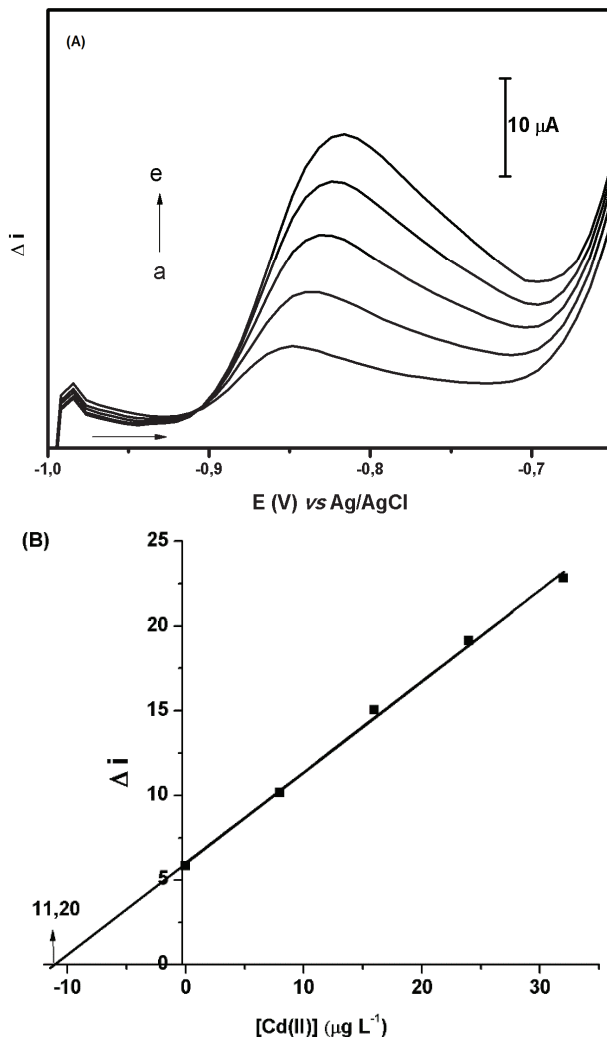 (A)
10 μA
e
a
Δ i
-1,0
-0,9
-0,8
-0,7
E (V) vs Ag/AgCl
(B)
25
20
15
10
5
0
Δ i
11,20
-10
0
10
20
30
[Cd(II)] (μg L⁻¹)